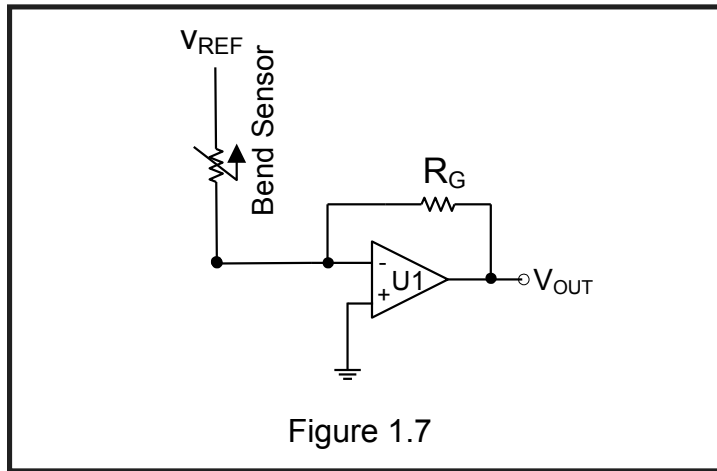 VREF
Bend Sensor
RG
-
U1
+
VOUT
Figure 1.7